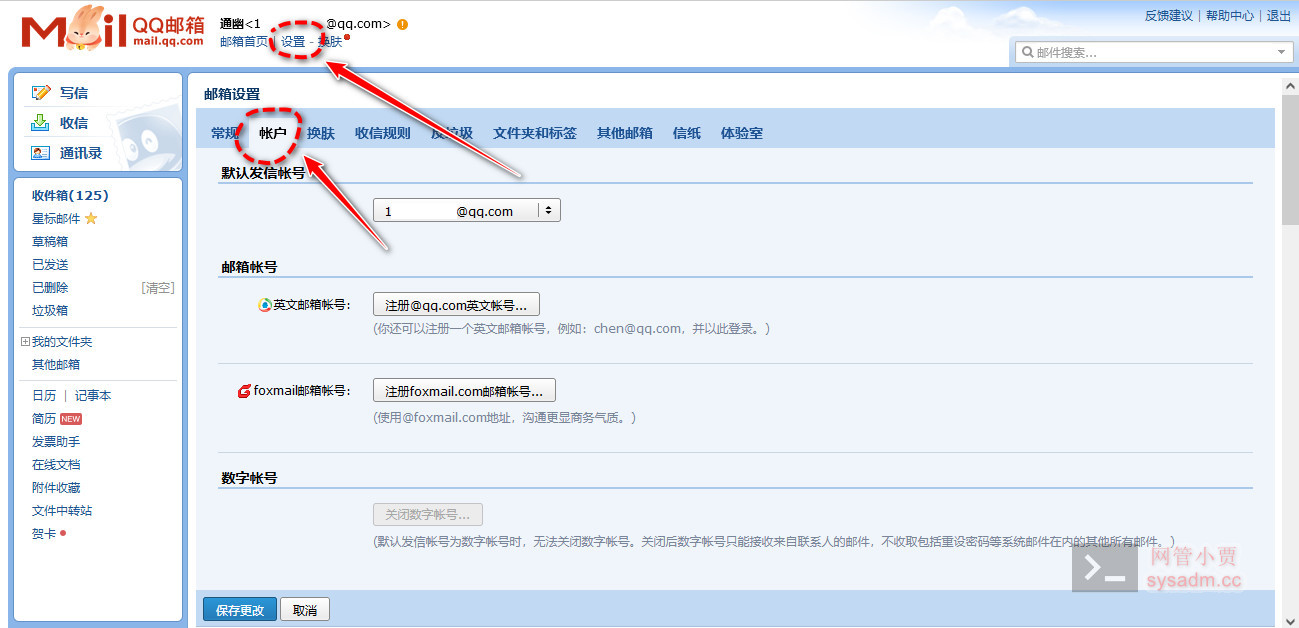 Mail QQ邮箱 mail.qq.com
通幽<1 @qq.com>
邮箱首页 | 设置 - 换肤
反馈建议 | 帮助中心 | 退出
邮件搜索...
写信
收信
通讯录
收件箱(125)
星标邮件
草稿箱
已发送
已删除 [清空]
垃圾箱
我的文件夹
其他邮箱
日历 | 记事本
简历 NEW
发票助手
在线文档
附件收藏
文件中转站
贺卡
邮箱设置
常规 帐户 换肤 收信规则 反垃圾 文件夹和标签 其他邮箱 信纸 体验室
默认发信帐号
1 @qq.com
邮箱帐号
英文邮箱帐号: 注册@qq.com英文帐号...
(你还可以注册一个英文邮箱帐号，例如：chen@qq.com，并以此登录。)
foxmail邮箱帐号: 注册foxmail.com邮箱帐号...
(使用@foxmail.com地址，沟通更显商务气质。)
数字帐号
关闭数字帐号...
(默认发信帐号为数字帐号时，无法关闭数字帐号。关闭后数字帐号只能接收来自联系人的邮件，不收取包括重设密码等系统邮件在内的其他所有邮件。)
保存更改 取消
网管小贾
sysadm.cc